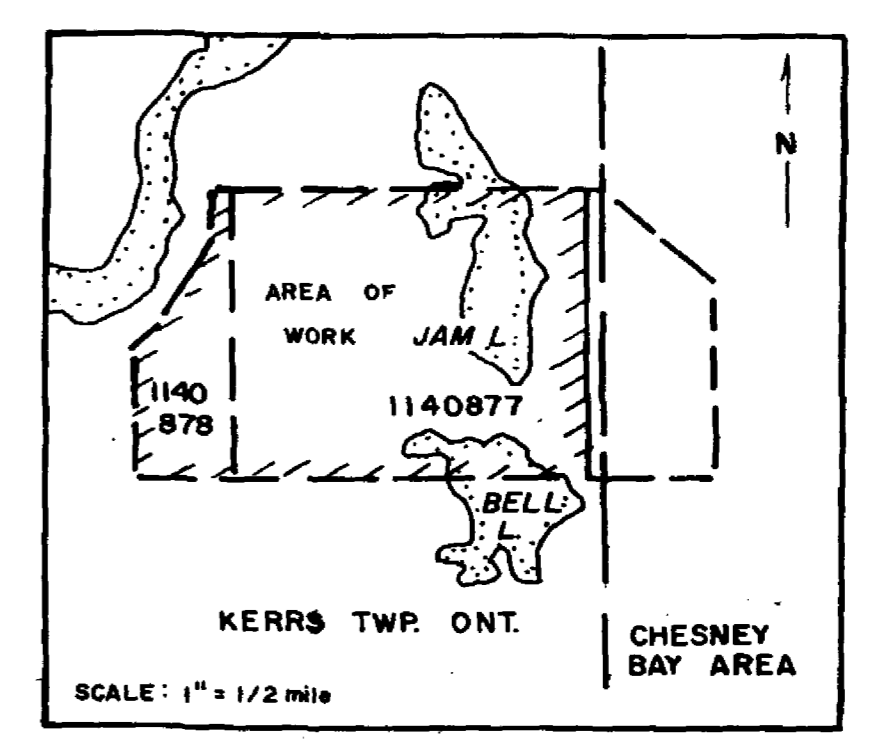 N
AREA OF
WORK
JAM L
1140
878
1140877
BELL
L.
KERRS TWP. ONT.
CHESNEY
BAY AREA
SCALE: 1" = 1/2 mile